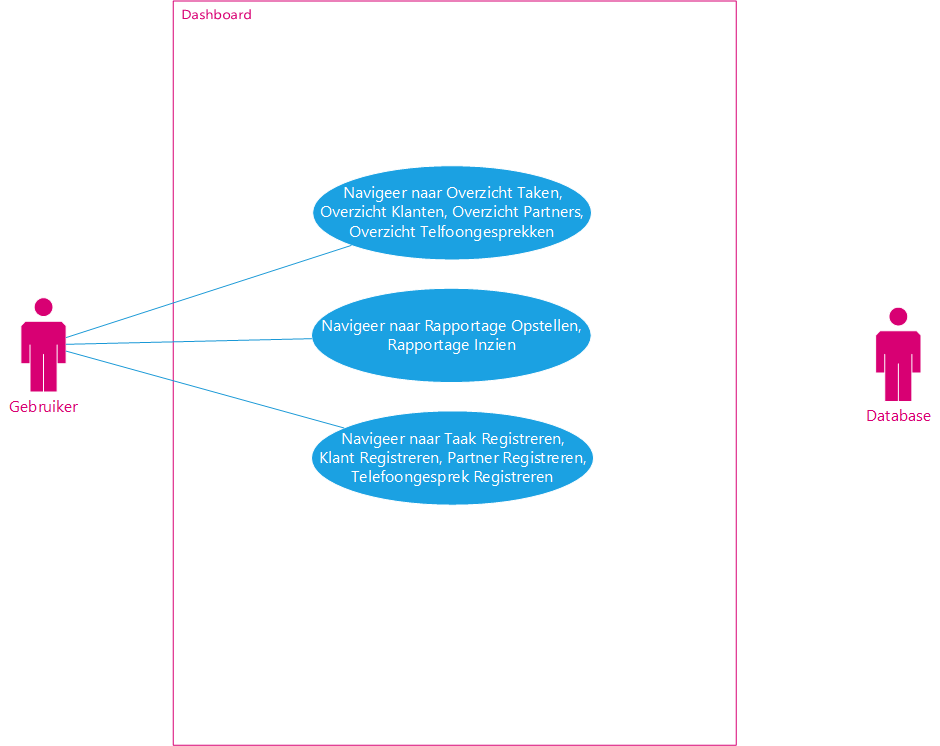 Dashboard
Navigeer naar Overzicht Taken,
Overzicht Klanten, Overzicht Partners,
Overzicht Telfoongesprekken
Navigeer naar Rapportage Opstellen,
Rapportage Inzien
Gebruiker
Database
Navigeer naar Taak Registreren,
Klant Registreren, Partner Registreren,
Telefoongesprek Registreren